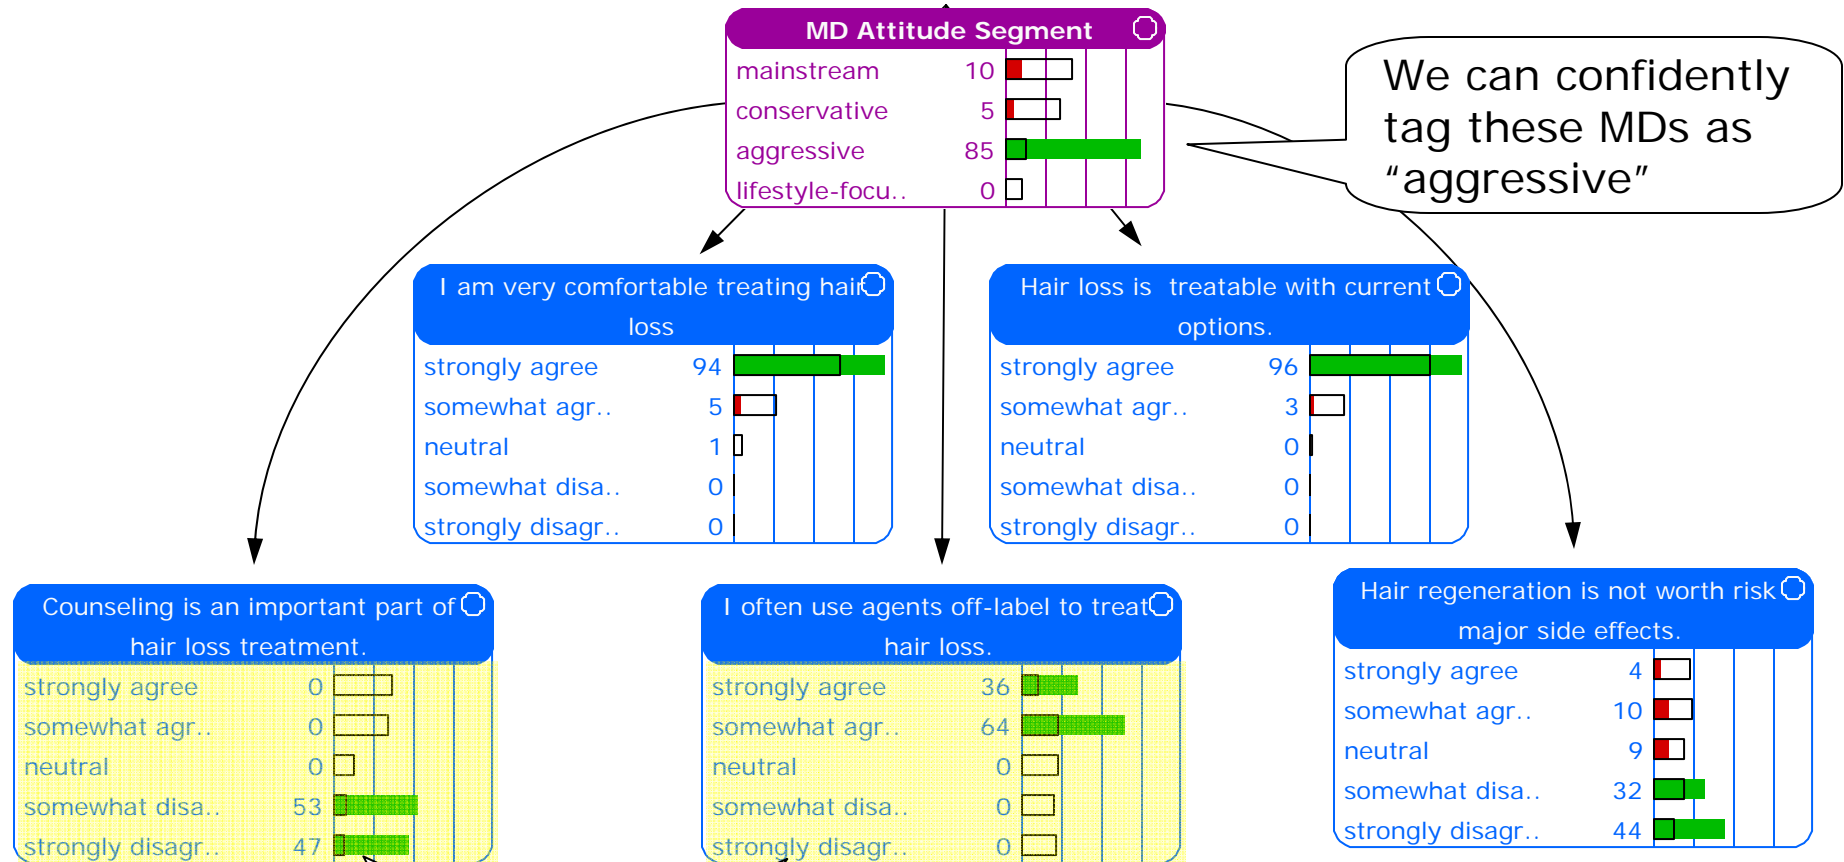 MD Attitude Segment
mainstream 10
conservative 5
aggressive 85
lifestyle-focu.. 0
We can confidently
tag these MDs as
“aggressive”
I am very comfortable treating hair
loss
strongly agree 94
somewhat agr.. 5
neutral 1
somewhat disa.. 0
strongly disagr.. 0
Hair loss is treatable with current
options.
strongly agree 96
somewhat agr.. 3
neutral 0
somewhat disa.. 0
strongly disagr.. 0
Counseling is an important part of
hair loss treatment.
strongly agree 0
somewhat agr.. 0
neutral 0
somewhat disa.. 53
strongly disagr.. 47
I often use agents off-label to treat
hair loss.
strongly agree 36
somewhat agr.. 64
neutral 0
somewhat disa.. 0
strongly disagr.. 0
Hair regeneration is not worth risk
major side effects.
strongly agree 4
somewhat agr.. 10
neutral 9
somewhat disa.. 32
strongly disagr.. 44